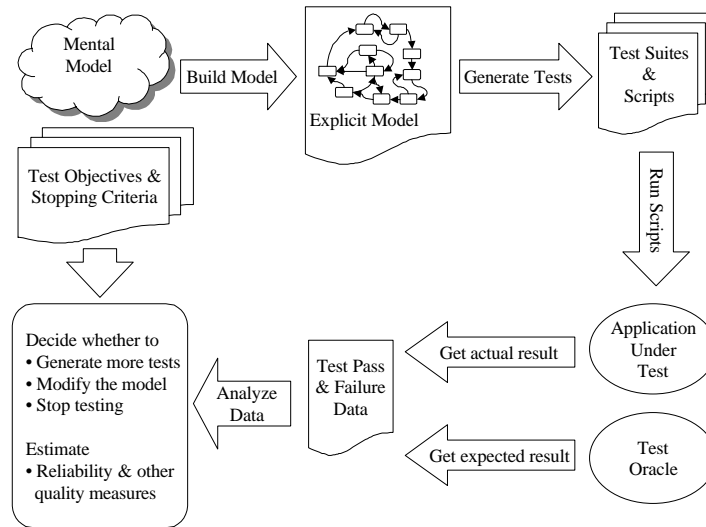 Mental
Model
Build Model
Explicit Model
Generate Tests
Test Suites
&
Scripts
Test Objectives &
Stopping Criteria
Run Scripts
Decide whether to
• Generate more tests
• Modify the model
• Stop testing
Estimate
• Reliability & other
quality measures
Analyze
Data
Test Pass
& Failure
Data
Get actual result
Application
Under
Test
Get expected result
Test
Oracle